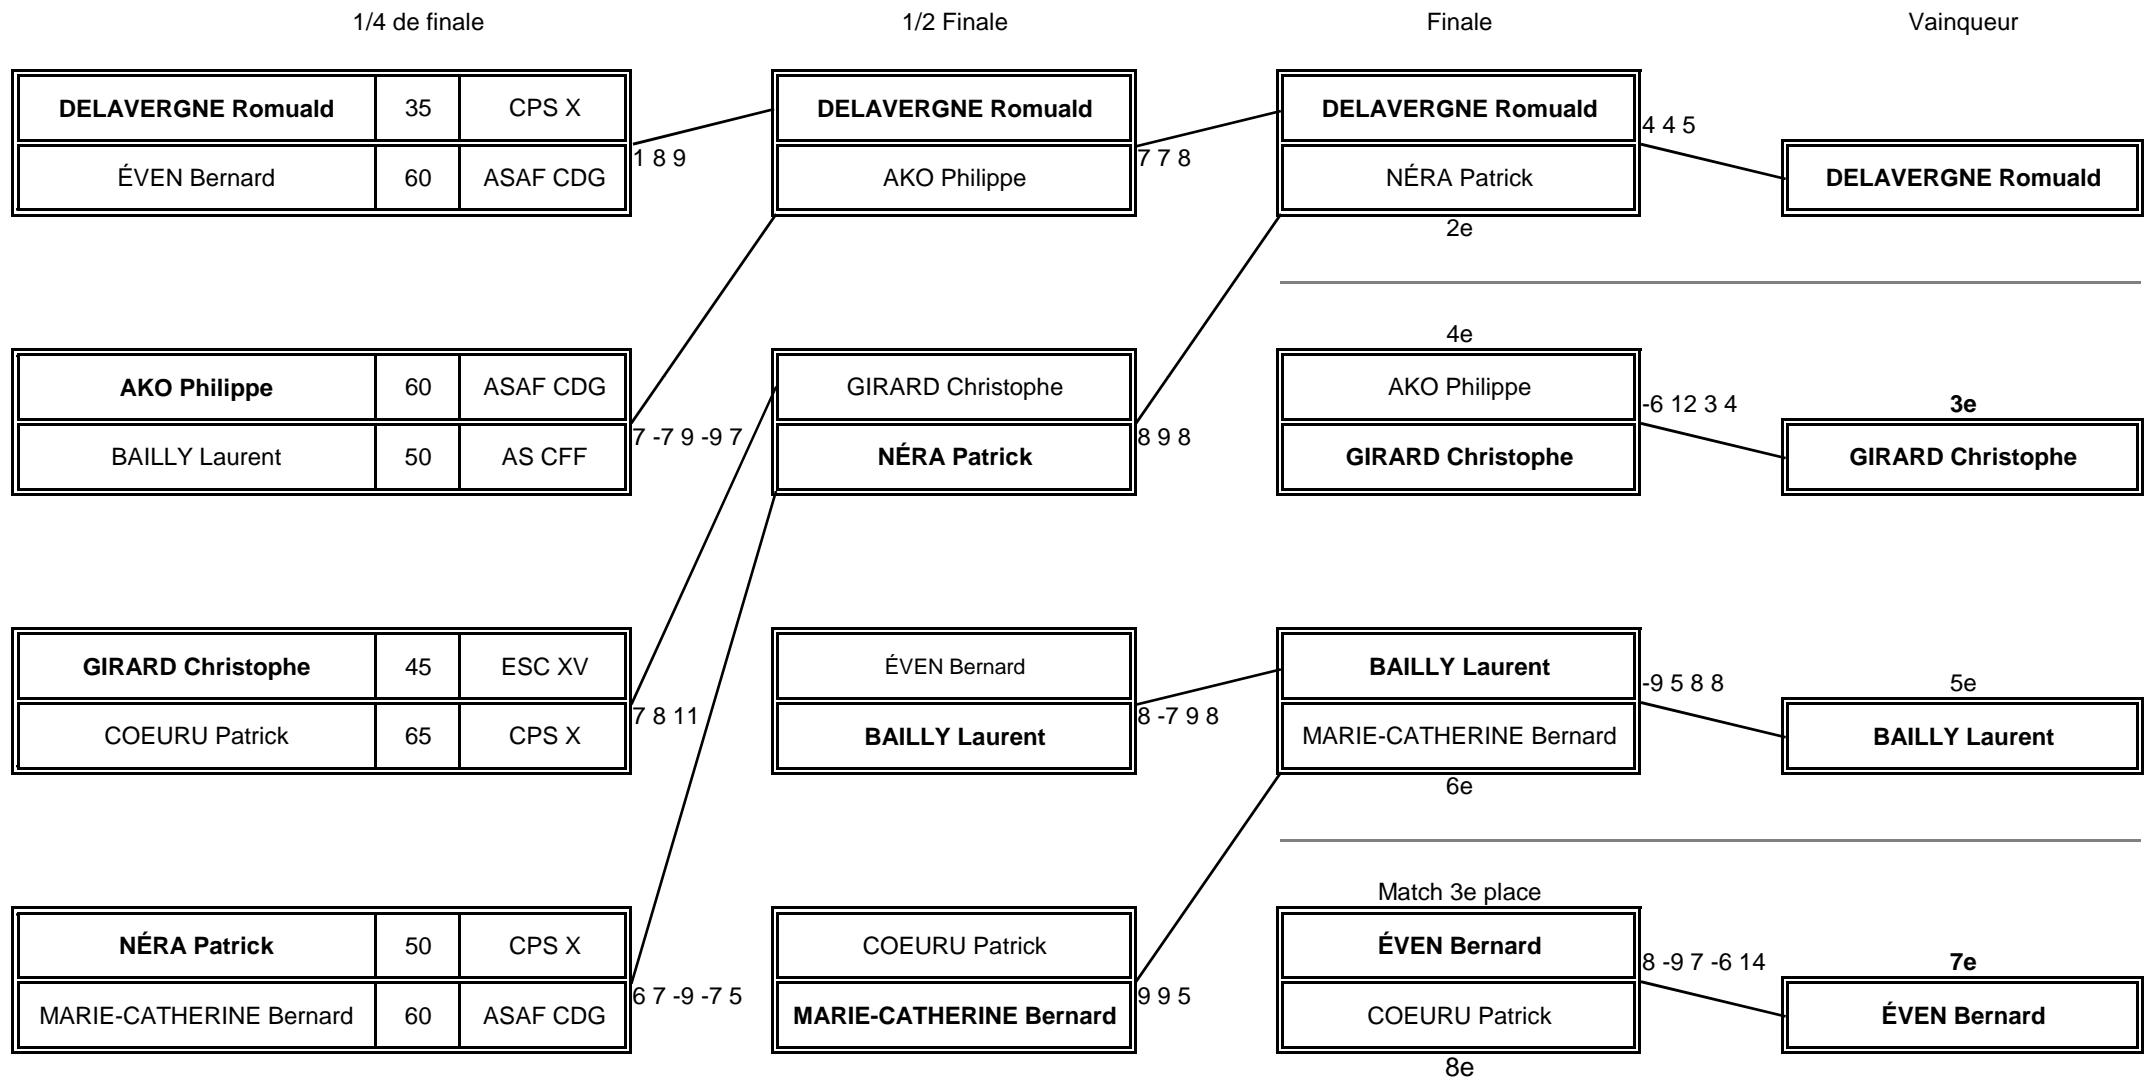 1/4 de finale 1/2 Finale Finale Vainqueur
DELAVERGNE Romuald 35 CPS X DELAVERGNE Romuald DELAVERGNE Romuald
4 4 5
1 8 9 7 7 8
ÉVEN Bernard 60 ASAF CDG AKO Philippe NÉRA Patrick DELAVERGNE Romuald
2e
4e
AKO Philippe 60 ASAF CDG GIRARD Christophe AKO Philippe
-6 12 3 4 3e
7 -7 9 -9 7 8 9 8
BAILLY Laurent 50 AS CFF NÉRA Patrick GIRARD Christophe GIRARD Christophe
GIRARD Christophe 45 ESC XV ÉVEN Bernard BAILLY Laurent
-9 5 8 8 5e
7 8 11 8 -7 9 8
COEURU Patrick 65 CPS X BAILLY Laurent MARIE-CATHERINE Bernard BAILLY Laurent
6e
Match 3e place
NÉRA Patrick 50 CPS X COEURU Patrick ÉVEN Bernard
8 -9 7 -6 14 7e
6 7 -9 -7 5 9 9 5
MARIE-CATHERINE Bernard 60 ASAF CDG MARIE-CATHERINE Bernard COEURU Patrick ÉVEN Bernard
8e